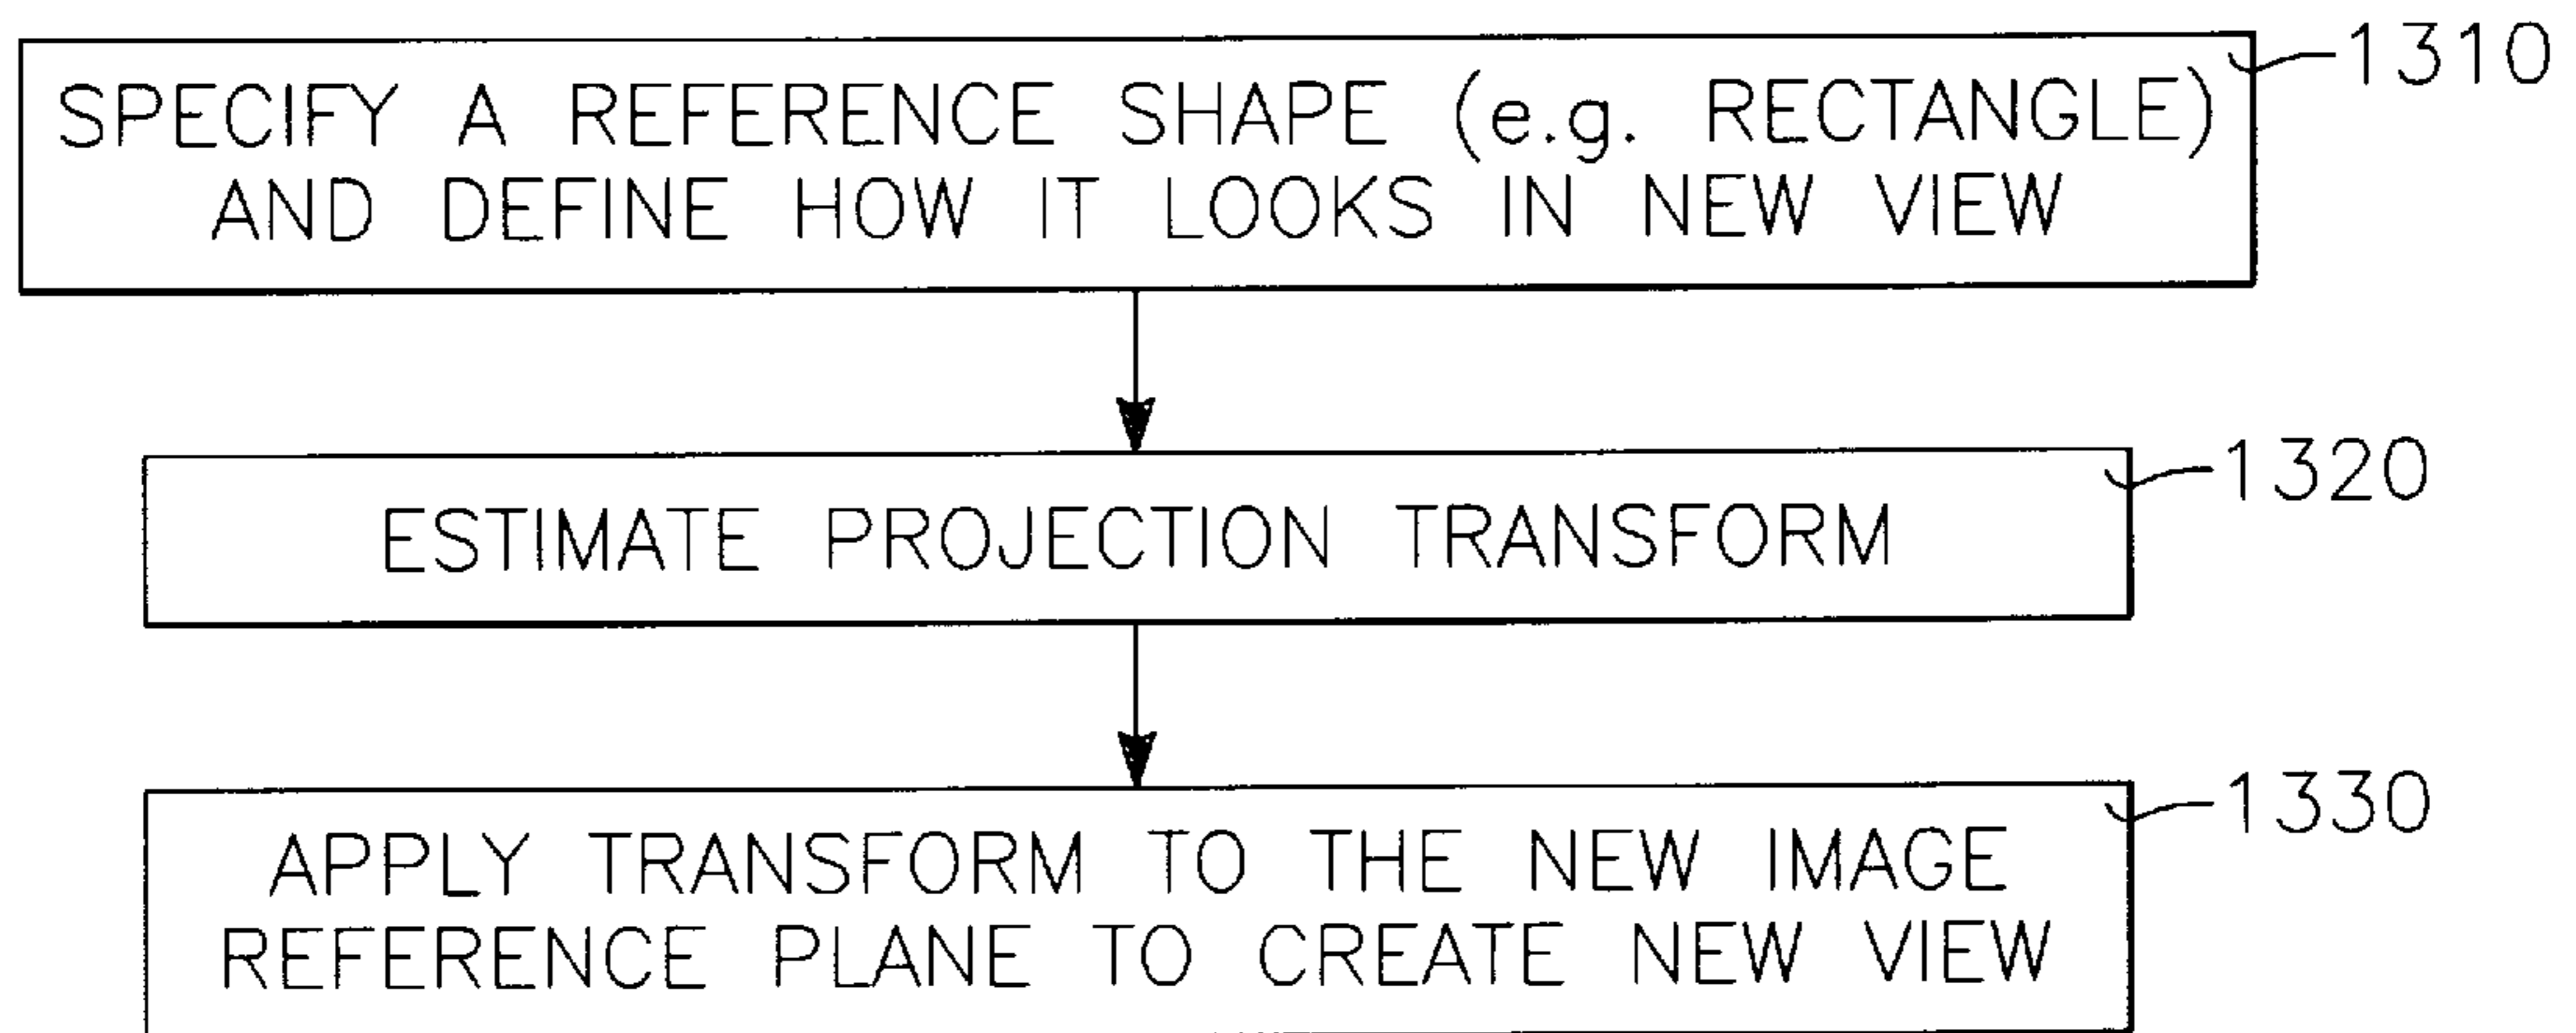 SPECIFY A REFERENCE SHAPE (e.g. RECTANGLE)
AND DEFINE HOW IT LOOKS IN NEW VIEW
1310
ESTIMATE PROJECTION TRANSFORM
1320
APPLY TRANSFORM TO THE NEW IMAGE
REFERENCE PLANE TO CREATE NEW VIEW
1330